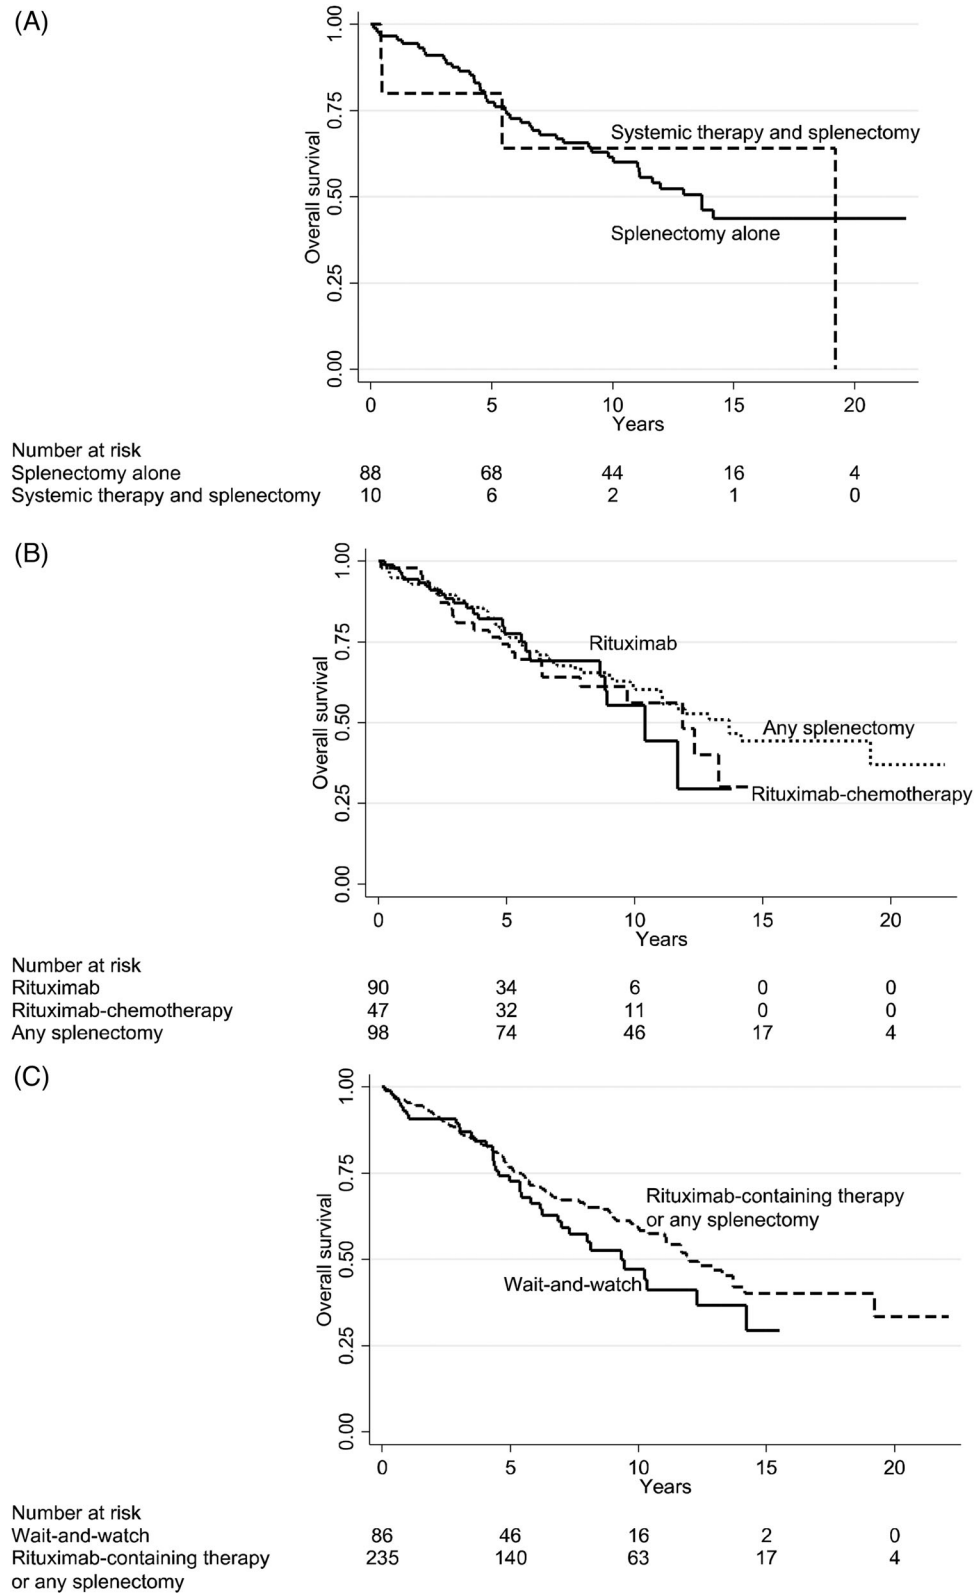 (A)
Overall survival
1.00
0.75
0.50
0.25
0.00
Systemic therapy and splenectomy
Splenectomy alone
0 5 10 15 20
Years
Number at risk
Splenectomy alone 88 68 44 16 4
Systemic therapy and splenectomy 10 6 2 1 0
(B)
Overall survival
1.00
0.75
0.50
0.25
0.00
Rituximab
Any splenectomy
Rituximab-chemotherapy
0 5 10 15 20
Years
Number at risk
Rituximab 90 34 6 0 0
Rituximab-chemotherapy 47 32 11 0 0
Any splenectomy 98 74 46 17 4
(C)
Overall survival
1.00
0.75
0.50
0.25
0.00
Rituximab-containing therapy
or any splenectomy
Wait-and-watch
0 5 10 15 20
Years
Number at risk
Wait-and-watch 86 46 16 2 0
Rituximab-containing therapy 235 140 63 17 4
or any splenectomy